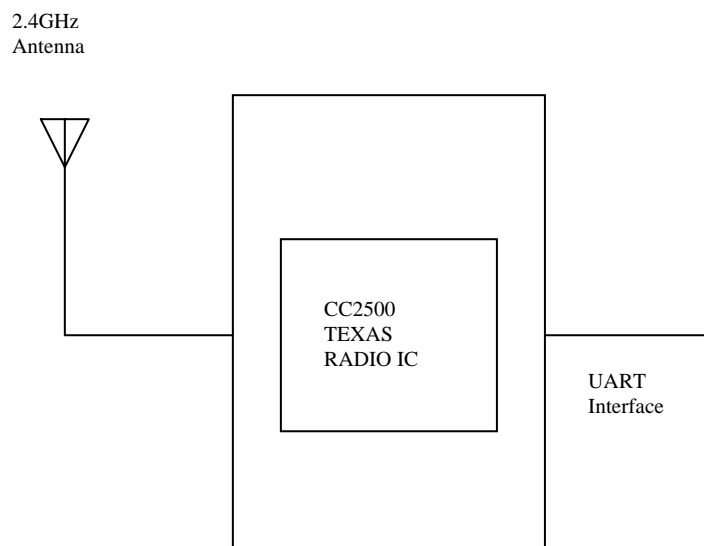 2.4GHz
Antenna
CC2500
TEXAS
RADIO IC
UART
Interface